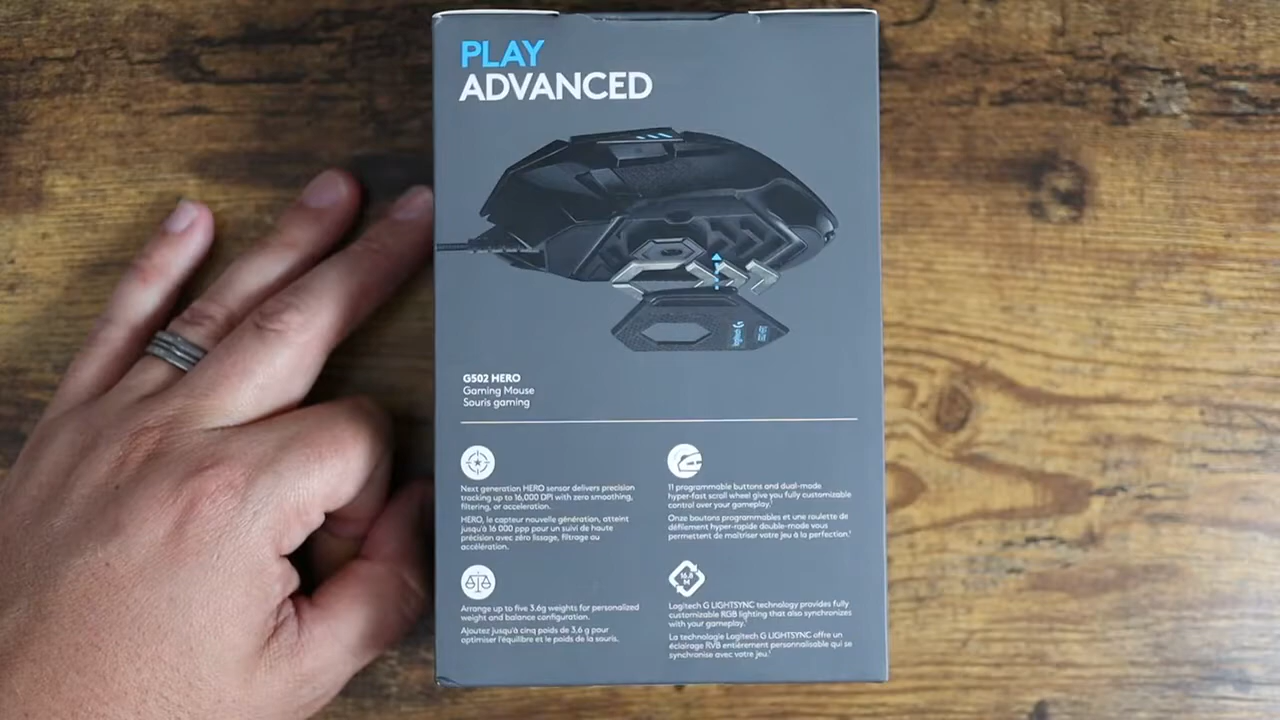 PLAY
ADVANCED
logitech G
G502 HERO
Gaming Mouse
Souris gaming
Next generation HERO sensor delivers precision
tracking up to 16,000 DPI with zero smoothing,
filtering, or acceleration.
HERO, le capteur nouvelle génération, atteint
jusqu'à 16 000 ppp pour un suivi de haute
précision avec zéro lissage, filtrage ou
accélération.
11 programmable buttons and dual-mode
hyper-fast scroll wheel give you fully customizable
control over your gameplay.
Onze boutons programmables et une roulette de
défilement hyper-rapide double-mode vous
permettent de maîtriser votre jeu à la perfection.
Arrange up to five 3.6g weights for personalized
weight and balance configuration.
Ajoutez jusqu'à cinq poids de 3,6 g pour
optimiser l'équilibre et le poids de la souris.
16.8
M
Logitech G LIGHTSYNC technology provides fully
customizable RGB lighting that also synchronizes
with your gameplay.
La technologie Logitech G LIGHTSYNC offre un
éclairage RVB entièrement personnalisable qui se
synchronise avec votre jeu.